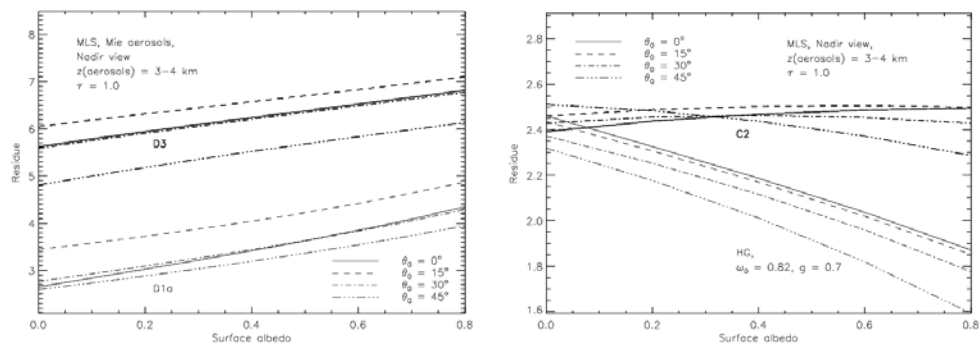 MLS, Mie aerosols,
Nadir view
z(aerosols) = 3–4 km
τ = 1.0
D3
D1a
θ₀ = 0°
θ₀ = 15°
θ₀ = 30°
θ₀ = 45°
8
7
6
5
4
3
Residue
0.0 0.2 0.4 0.6 0.8
Surface albedo
θ₀ = 0°
θ₀ = 15°
θ₀ = 30°
θ₀ = 45°
MLS, Nadir view,
z(aerosols) = 3–4 km
τ = 1.0
C2
HG,
ω₀ = 0.82, g = 0.7
2.8
2.6
2.4
2.2
2.0
1.8
1.6
Residue
0.0 0.2 0.4 0.6 0.8
Surface albedo